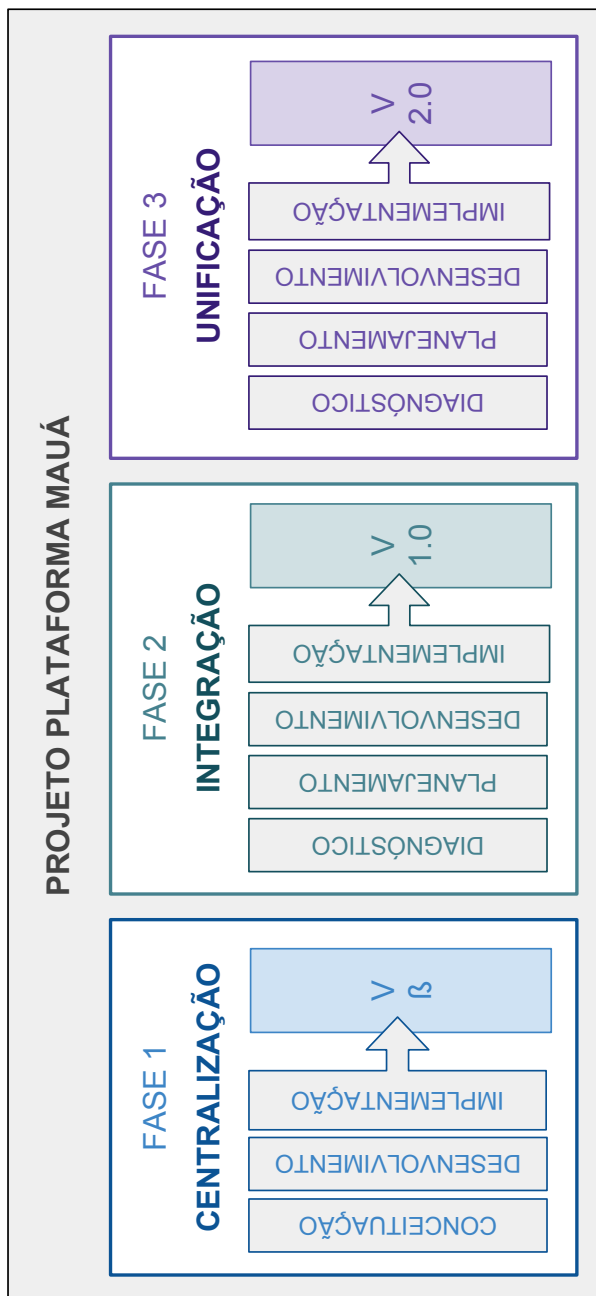 PROJETO PLATAFORMA MAUÁ
FASE 1
CENTRALIZAÇÃO
CONCEITUAÇÃO
DESENVOLVIMENTO
IMPLEMENTAÇÃO
V
ß
FASE 2
INTEGRAÇÃO
DIAGNÓSTICO
PLANEJAMENTO
DESENVOLVIMENTO
IMPLEMENTAÇÃO
V
1.0
FASE 3
UNIFICAÇÃO
DIAGNÓSTICO
PLANEJAMENTO
DESENVOLVIMENTO
IMPLEMENTAÇÃO
V
2.0